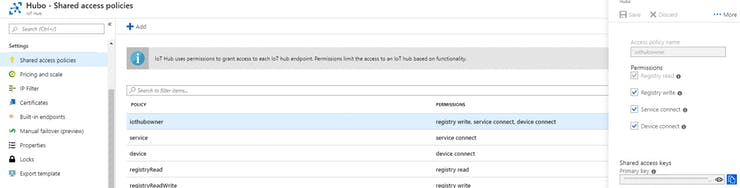 Hubo - Shared access policies
IoT Hub
Search (Ctrl+/)
Settings
Shared access policies
Pricing and scale
IP Filter
Certificates
Built-in endpoints
Manual failover (preview)
Properties
Locks
Export template
Add
IoT Hub uses permissions to grant access to each IoT hub endpoint. Permissions limit the access to an IoT hub based on functionality.
Search to filter items...
POLICY PERMISSIONS
iothubowner registry write, service connect, device connect
service service connect
device device connect
registryRead registry read
registryReadWrite registry write
Hubo
Save Discard More
Access policy name
iothubowner
Permissions
Registry read
Registry write
Service connect
Device connect
Shared access keys
Primary key